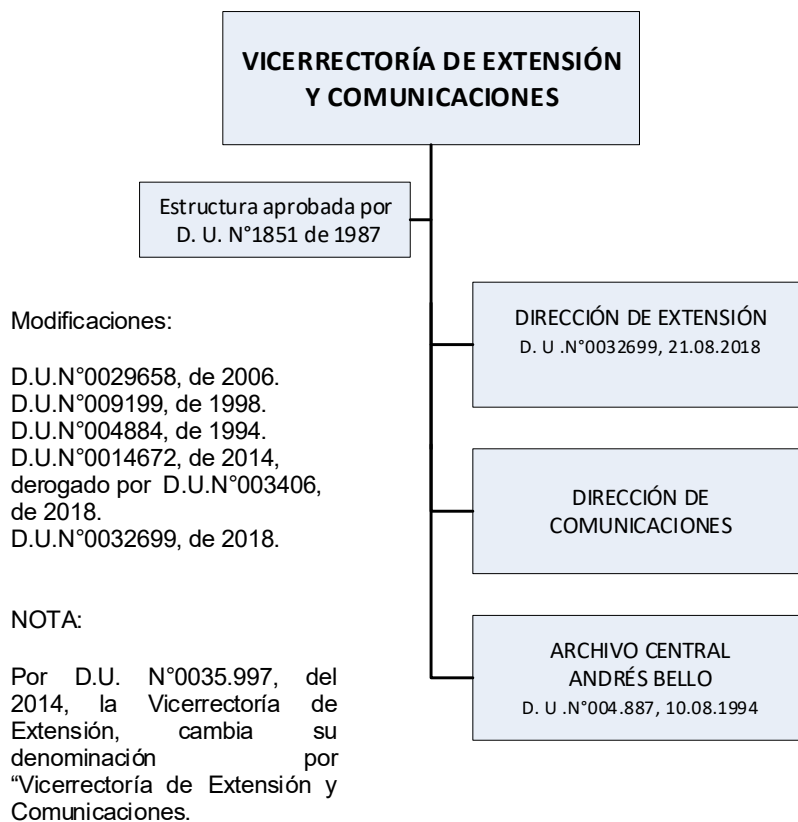 VICERRECTORÍA DE EXTENSIÓN
Y COMUNICACIONES
Estructura aprobada por
D. U. N°1851 de 1987
Modificaciones:
D.U.N°0029658, de 2006.
D.U.N°009199, de 1998.
D.U.N°004884, de 1994.
D.U.N°0014672, de 2014,
derogado por D.U.N°003406,
de 2018.
D.U.N°0032699, de 2018.
NOTA:
Por D.U. N°0035.997, del
2014, la Vicerrectoría de
Extensión, cambia su
denominación por
“Vicerrectoría de Extensión y
Comunicaciones.
DIRECCIÓN DE EXTENSIÓN
D. U .N°0032699, 21.08.2018
DIRECCIÓN DE
COMUNICACIONES
ARCHIVO CENTRAL
ANDRÉS BELLO
D. U .N°004.887, 10.08.1994